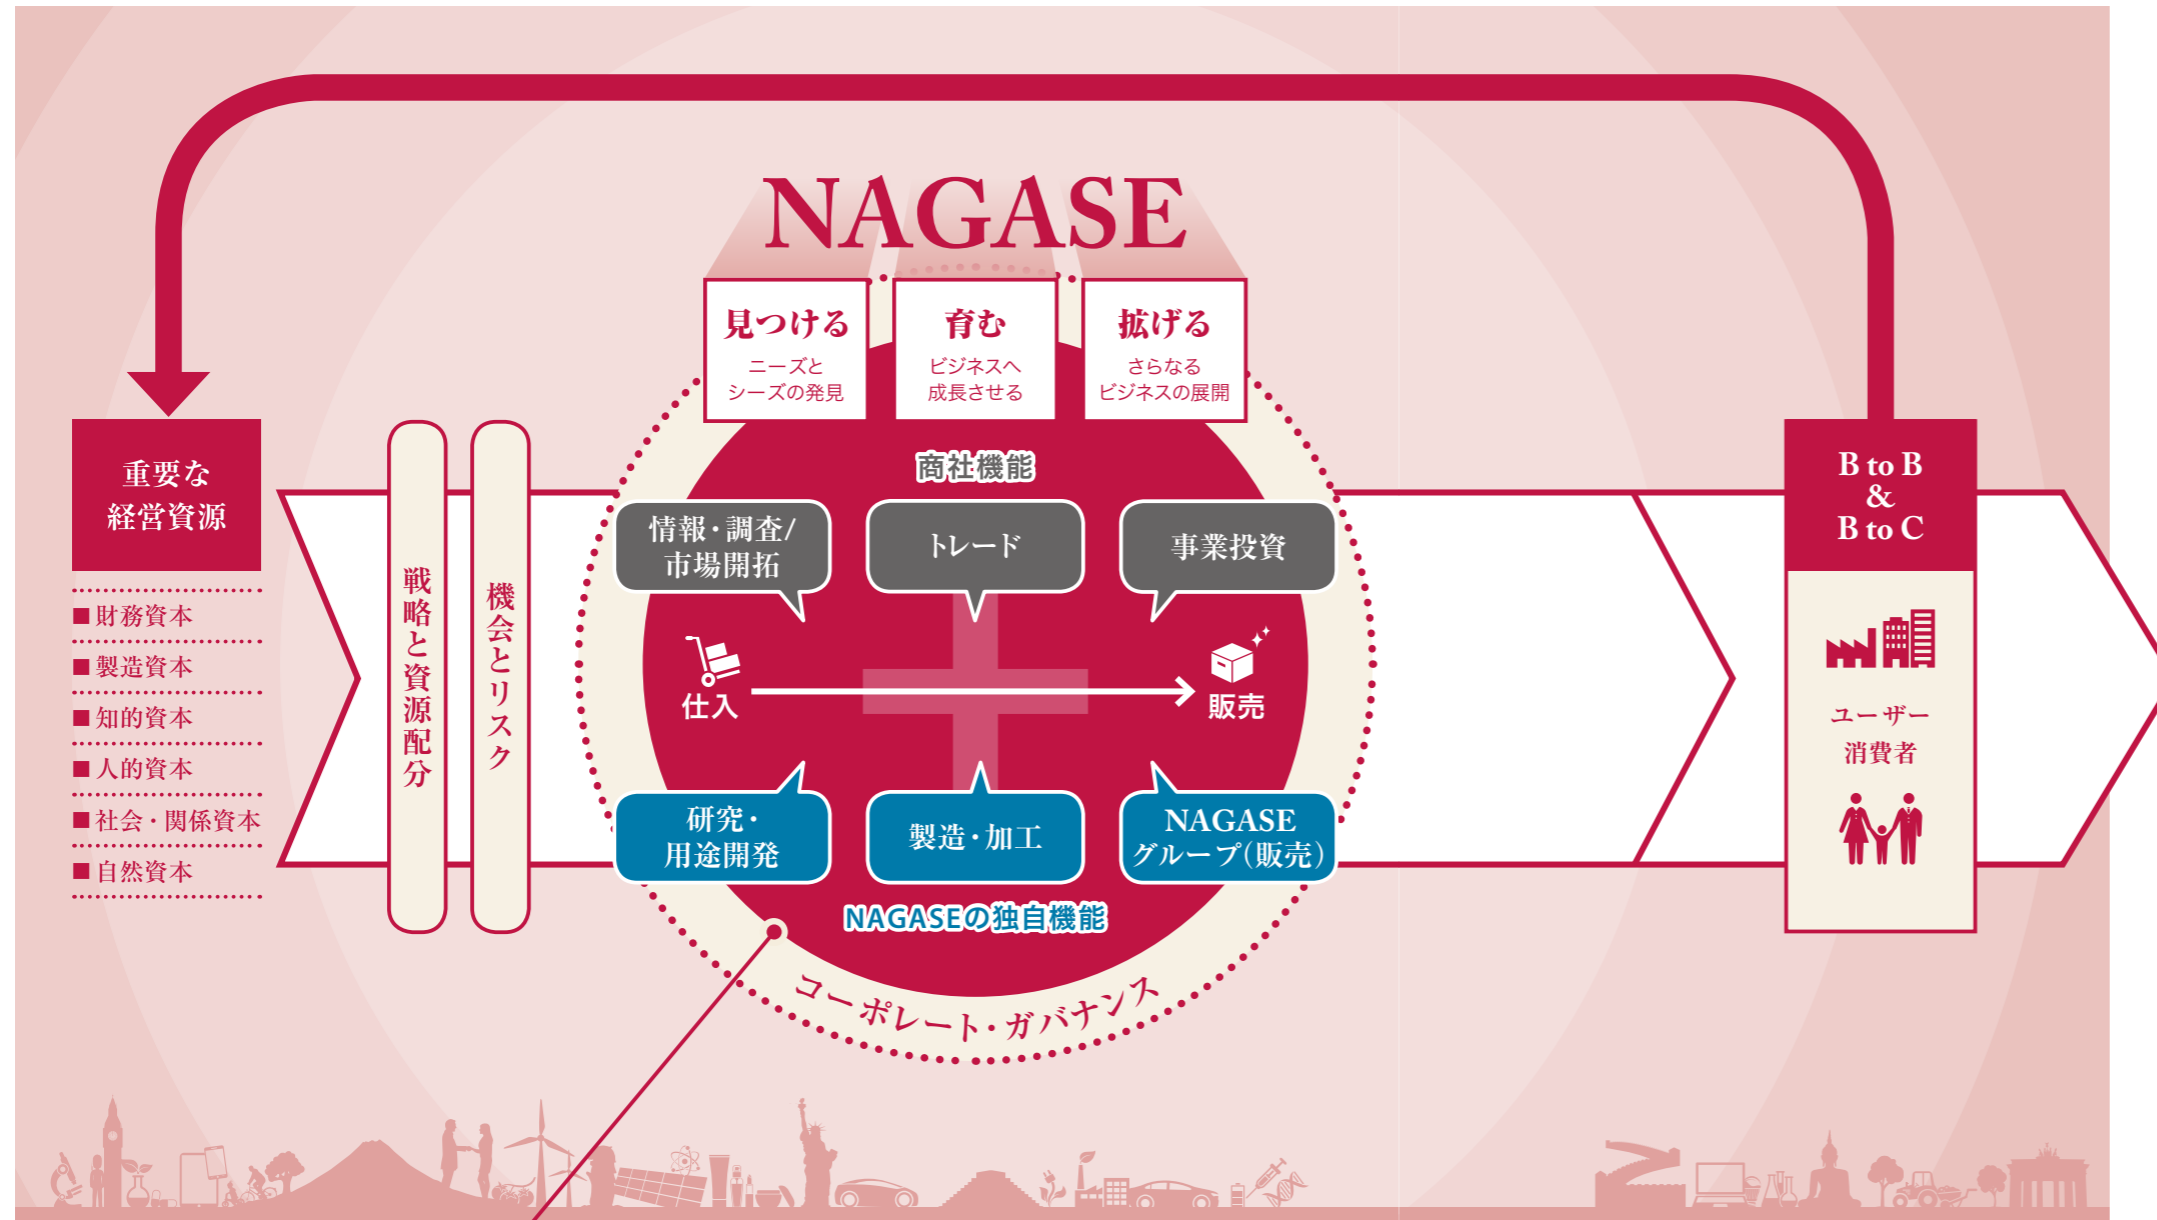 NAGASE
見つける
ニーズと
シーズの発見
育む
ビジネスへ
成長させる
拡げる
さらなる
ビジネスの展開
重要な
経営資源
■財務資本
■製造資本
■知的資本
■人的資本
■社会・関係資本
■自然資本
戦略と資源配分
機会とリスク
商社機能
情報・調査/
市場開拓
トレード
事業投資
仕入
販売
研究・
用途開発
製造・加工
NAGASE
グループ(販売)
NAGASEの独自機能
コーポレート・ガバナンス
B to B
&
B to C
ユーザー
消費者